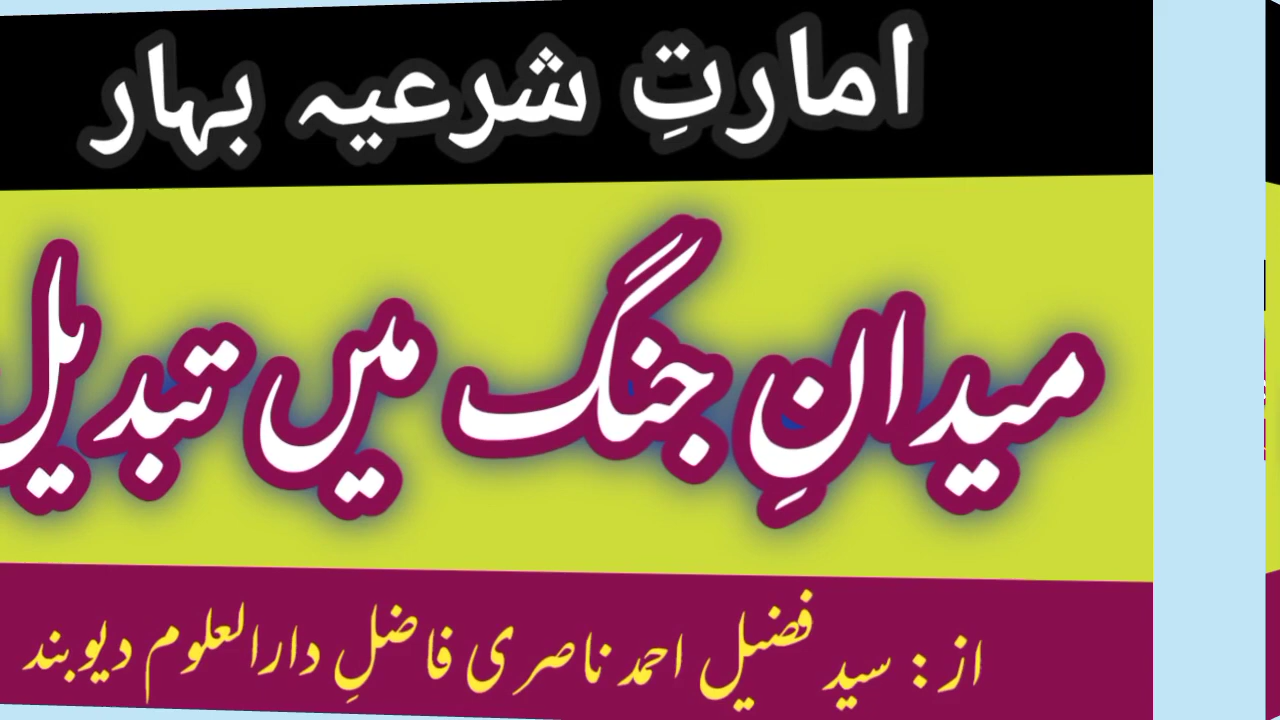 امارتِ شرعیہ بہار
میدانِ جنگ میں تبدیل
از: سید فضیل احمد ناصری فاضلِ دارالعلوم دیوبند